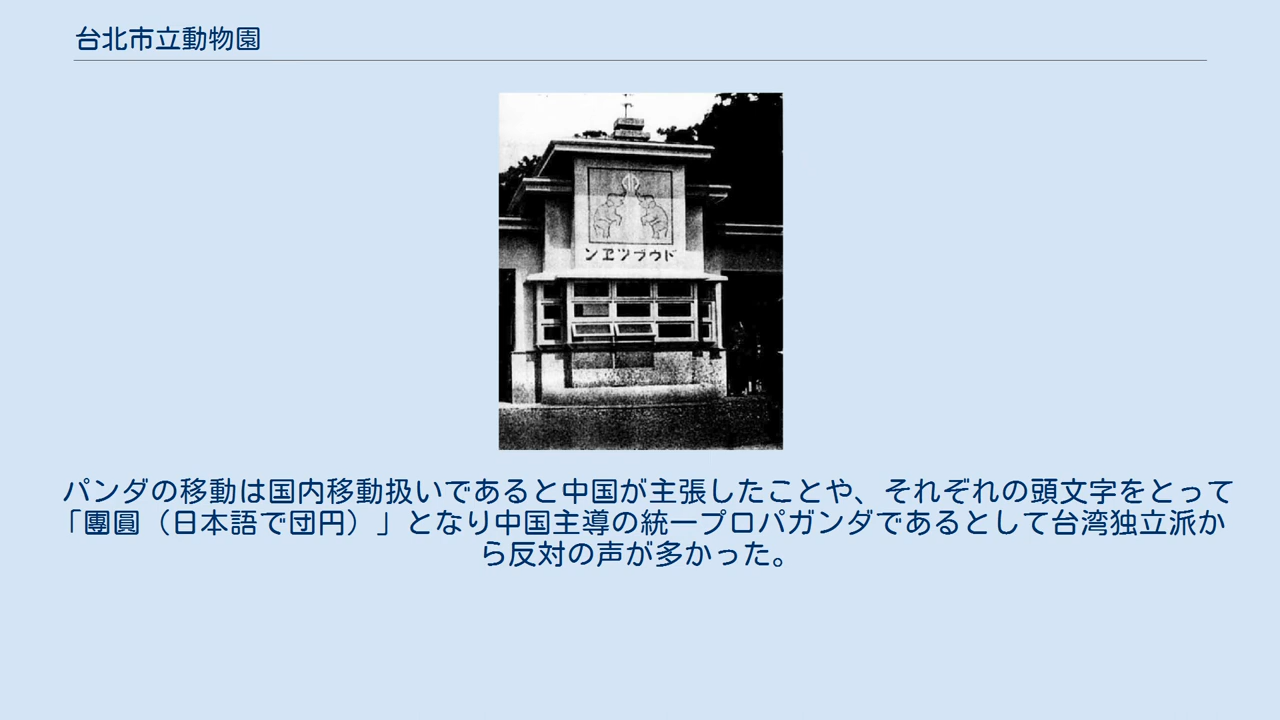 台北市立動物園
ンヱツブウド
パンダの移動は国内移動扱いであると中国が主張したことや、それぞれの頭文字をとって
「團圓（日本語で団円）」となり中国主導の統一プロパガンダであるとして台湾独立派か
ら反対の声が多かった。